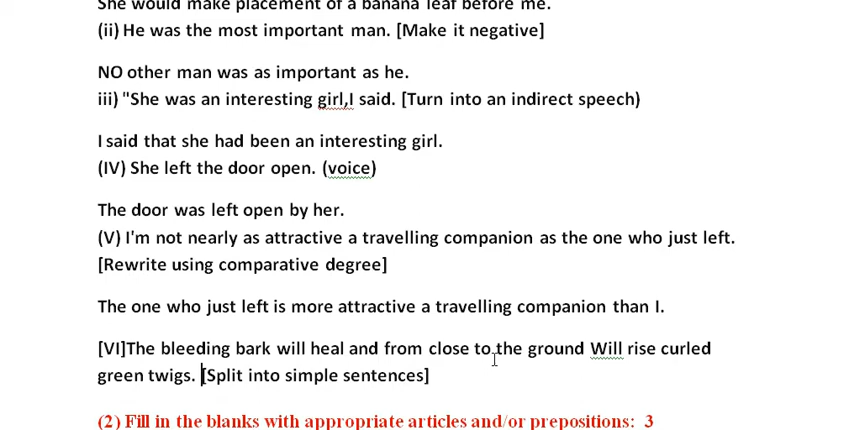 She would make placement of a banana leaf before me.
(ii) He was the most important man. [Make it negative]
NO other man was as important as he.
iii) "She was an interesting girl,I said. [Turn into an indirect speech)
I said that she had been an interesting girl.
(IV) She left the door open. (voice)
The door was left open by her.
(V) I'm not nearly as attractive a travelling companion as the one who just left.
[Rewrite using comparative degree]
The one who just left is more attractive a travelling companion than I.
[VI]The bleeding bark will heal and from close to the ground Will rise curled
green twigs. [Split into simple sentences]
(2) Fill in the blanks with appropriate articles and/or prepositions: 3